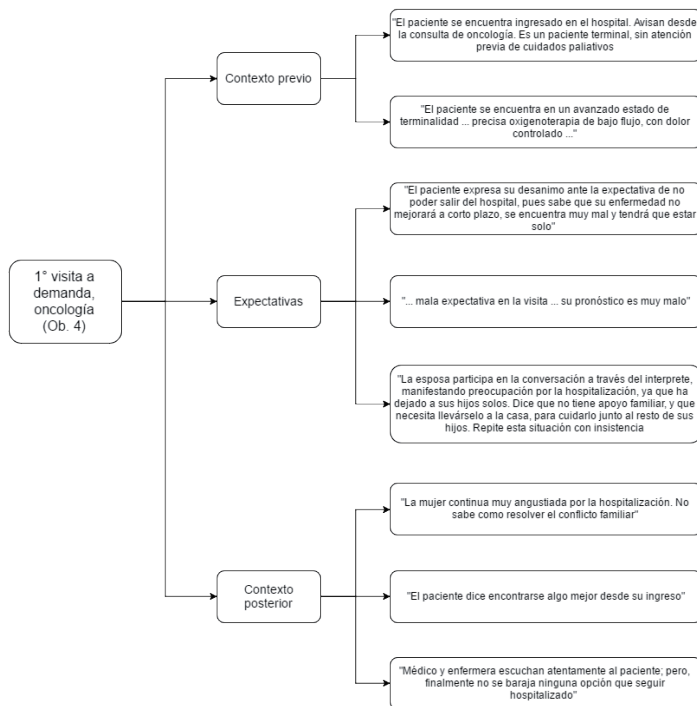 "El paciente se encuentra ingresado en el hospital. Avisan desde
la consulta de oncología. Es un paciente terminal, sin atención
previa de cuidados paliativos
Contexto previo
"El paciente se encuentra en un avanzado estado de
terminalidad ... precisa oxigenoterapia de bajo flujo, con dolor
controlado ..."
"El paciente expresa su desanimo ante la expectativa de no
poder salir del hospital, pues sabe que su enfermedad no
mejorará a corto plazo, se encuentra muy mal y tendrá que estar
solo"
1° visita a
demanda,
oncología
(Ob. 4)
Expectativas
"... mala expectativa en la visita ... su pronóstico es muy malo"
"La esposa participa en la conversación a través del interprete,
manifestando preocupación por la hospitalización, ya que ha
dejado a sus hijos solos. Dice que no tiene apoyo familiar, y que
necesita llevárselo a la casa, para cuidarlo junto al resto de sus
hijos. Repite esta situación con insistencia
"La mujer continua muy angustiada por la hospitalización. No
sabe como resolver el conflicto familiar"
Contexto
posterior
"El paciente dice encontrarse algo mejor desde su ingreso"
"Médico y enfermera escuchan atentamente al paciente; pero,
finalmente no se baraja ninguna opción que seguir
hospitalizado"